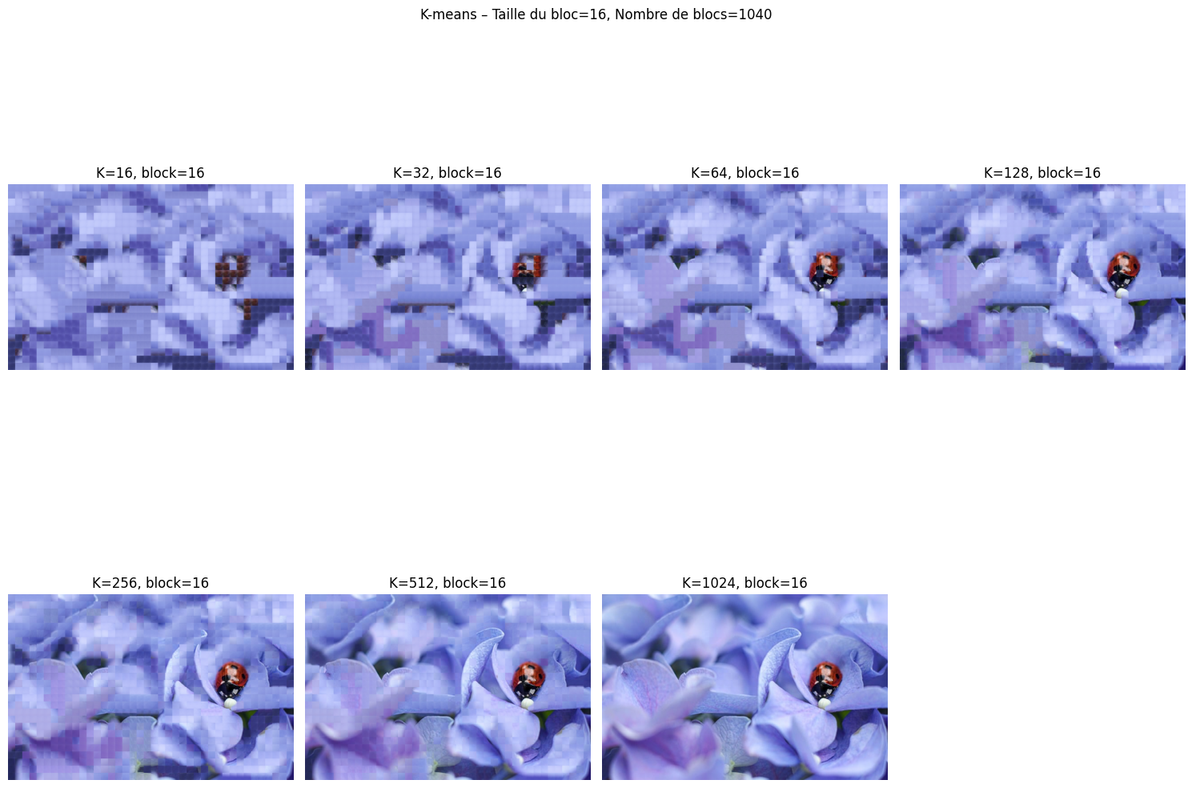 K-means – Taille du bloc=16, Nombre de blocs=1040
K=16, block=16
K=32, block=16
K=64, block=16
K=128, block=16
K=256, block=16
K=512, block=16
K=1024, block=16